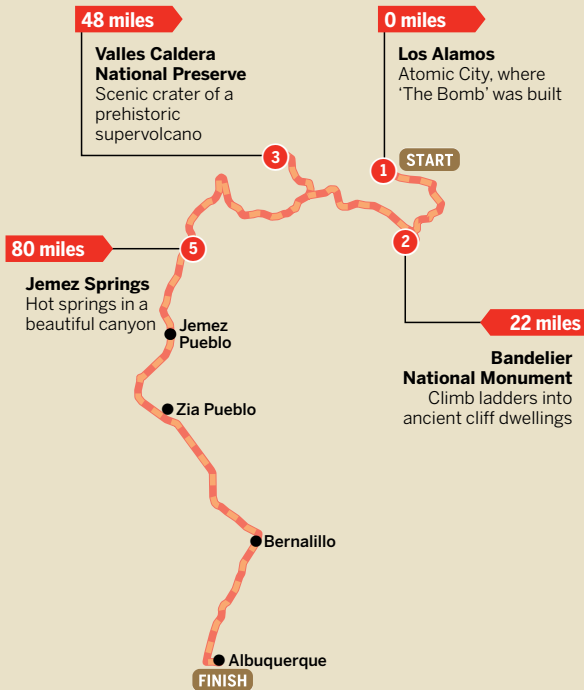 48 miles
Valles Caldera
National Preserve
Scenic crater of a
prehistoric
supervolcano
0 miles
Los Alamos
Atomic City, where
‘The Bomb’ was built
3
1
START
2
80 miles
5
Jemez Springs
Hot springs in a
beautiful canyon
22 miles
Bandelier
National Monument
Climb ladders into
ancient cliff dwellings
Jemez
Pueblo
Zia Pueblo
Bernalillo
Albuquerque
FINISH